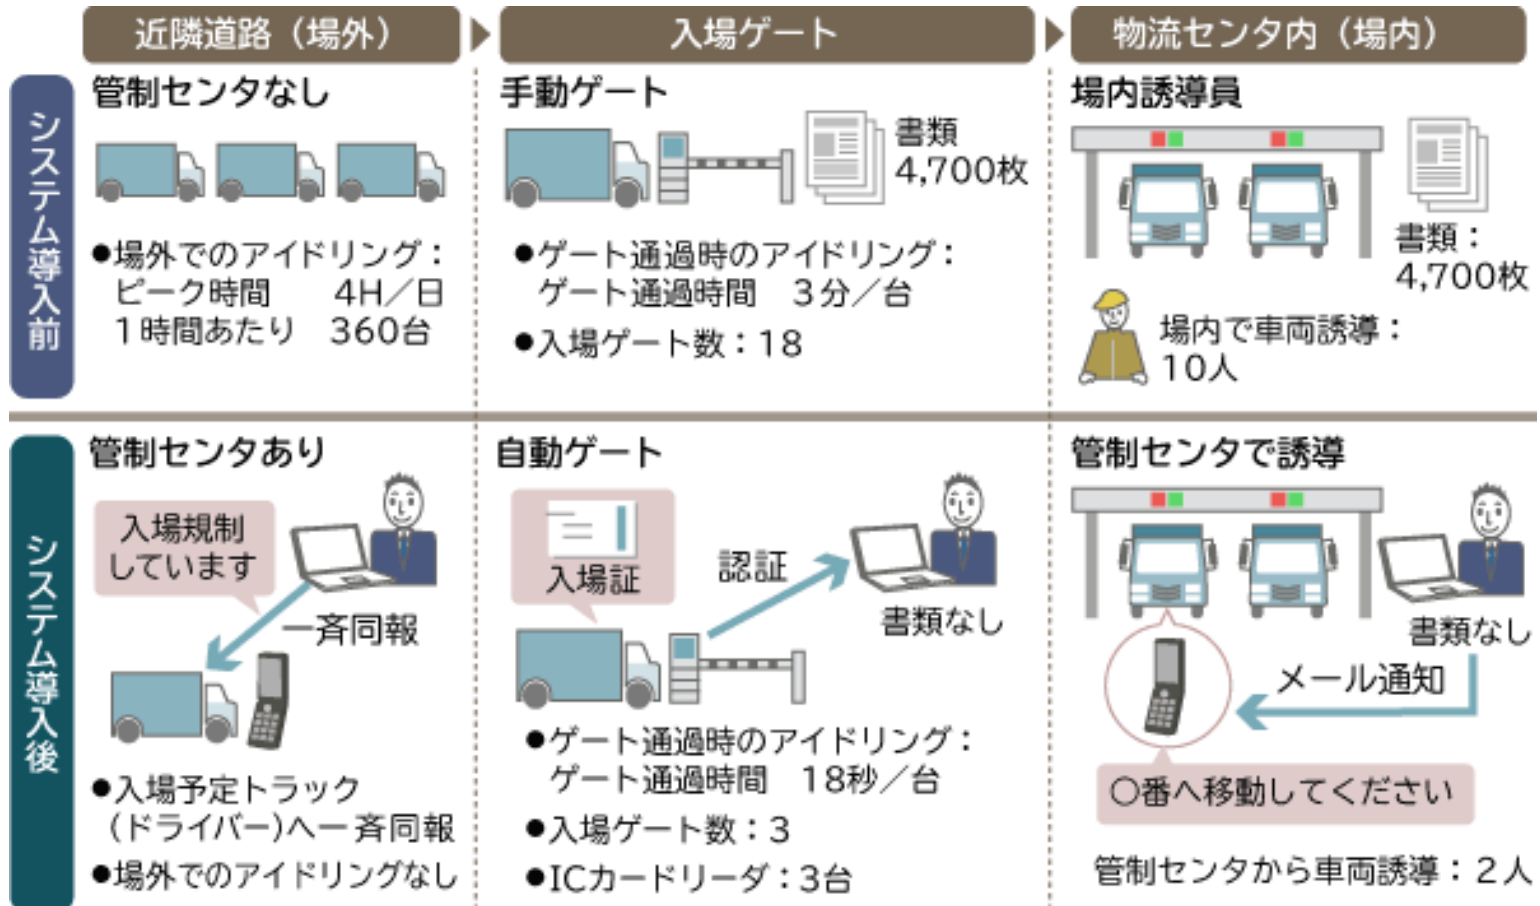 近隣道路（場外）
入場ゲート
物流センタ内（場内）
システム導入前
管制センタなし
●場外でのアイドリング：
ピーク時間　4H／日
1時間あたり　360台
手動ゲート
書類
4,700枚
●ゲート通過時のアイドリング：
ゲート通過時間　3分／台
●入場ゲート数：18
場内誘導員
書類：
4,700枚
場内で車両誘導：
10人
システム導入後
管制センタあり
入場規制
しています
一斉同報
●入場予定トラック
（ドライバー）へ一斉同報
●場外でのアイドリングなし
自動ゲート
入場証
認証
書類なし
●ゲート通過時のアイドリング：
ゲート通過時間　18秒／台
●入場ゲート数：3
●ICカードリーダ：3台
管制センタで誘導
書類なし
メール通知
〇番へ移動してください
管制センタから車両誘導：2人